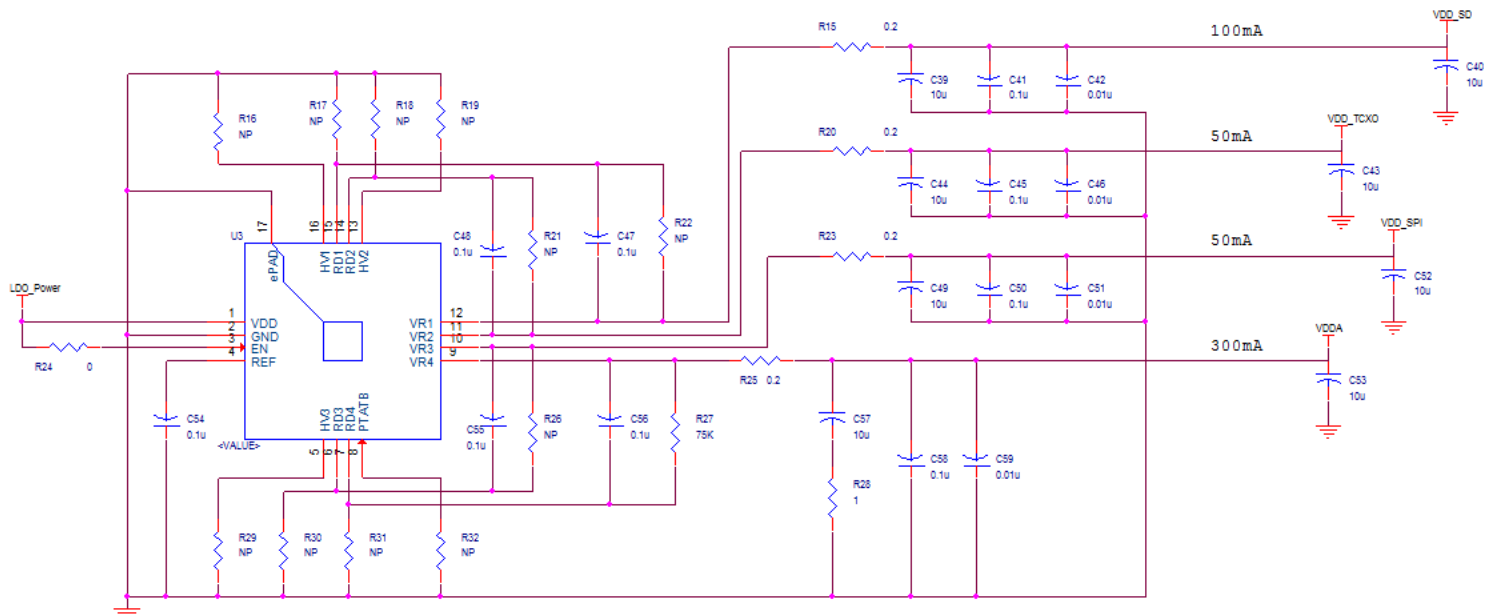 VDD_SD
R15 0.2
100mA
C39
10u
C41
0.1u
C42
0.01u
C40
10u
R16
NP
R17
NP
R18
NP
R19
NP
VDD_TCXO
R20 0.2
50mA
C44
10u
C45
0.1u
C46
0.01u
C43
10u
17
16
15
14
13
U3
ePAD
HV1
RD1
RD2
HV2
C48
0.1u
R21
NP
C47
0.1u
R22
NP
VDD_SPI
R23 0.2
50mA
C49
10u
C50
0.1u
C51
0.01u
C52
10u
LDO_Power
1 VDD
2 GND
3 EN
4 REF
VR1 12
VR2 11
VR3 10
VR4 9
R24 0
VDDA
300mA
R25 0.2
C53
10u
C54
0.1u
<VALUE>
HV3
RD3
RD4
PTATB
5
6
7
8
C55
0.1u
R26
NP
C56
0.1u
R27
75K
C57
10u
C58
0.1u
C59
0.01u
R28
1
R29
NP
R30
NP
R31
NP
R32
NP